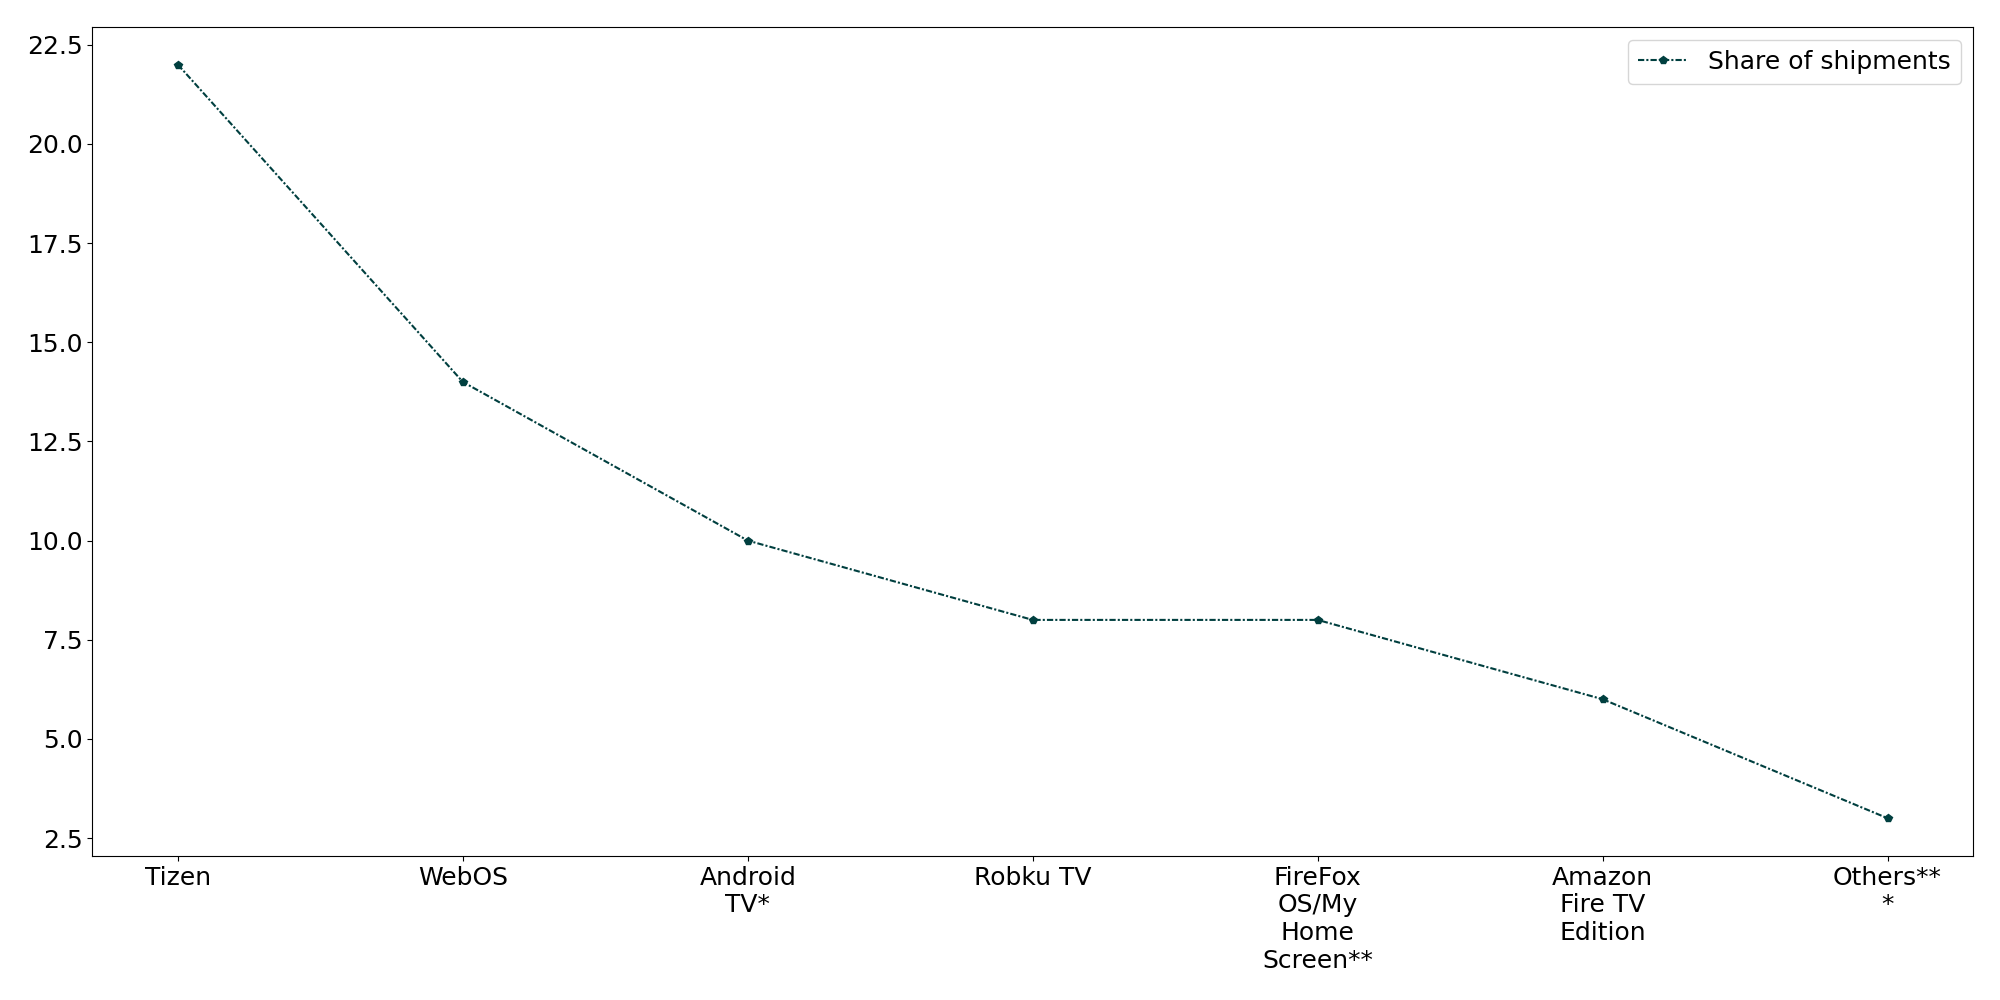 22.5
20.0
17.5
15.0
12.5
10.0
7.5
5.0
2.5
Share of shipments
Tizen
WebOS
Android
TV*
Robku TV
FireFox
OS/My
Home
Screen**
Amazon
Fire TV
Edition
Others**
*